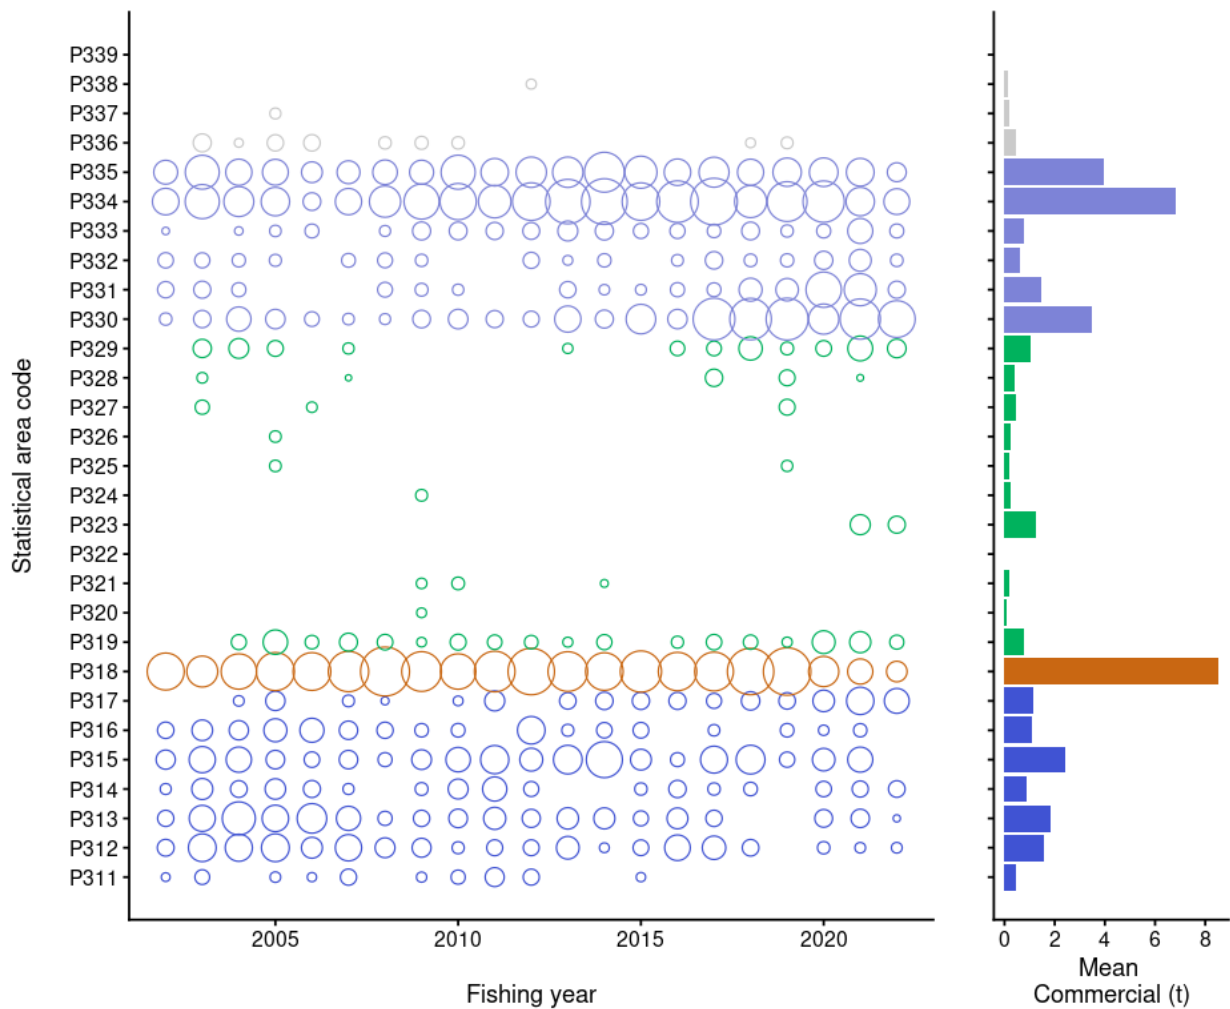 P339
P338
P337
P336
P335
P334
P333
P332
P331
P330
P329
P328
P327
P326
P325
P324
P323
P322
P321
P320
P319
P318
P317
P316
P315
P314
P313
P312
P311
Statistical area code
2005 2010 2015 2020
Fishing year
0 2 4 6 8
Mean
Commercial (t)